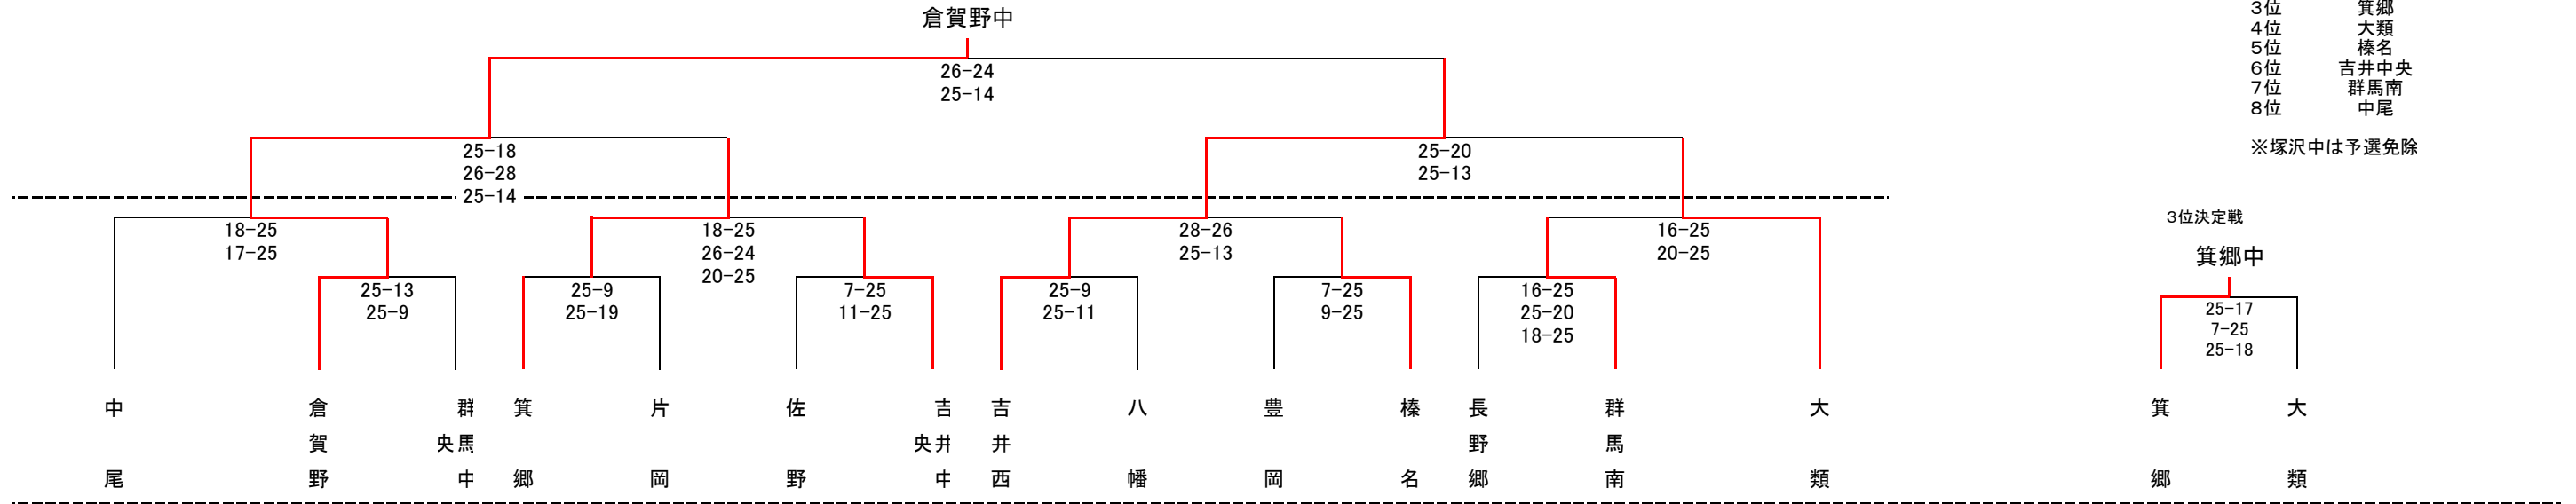 倉賀野中
3位 箕郷
4位 大類
5位 榛名
6位 吉井中央
7位 群馬南
8位 中尾
※塚沢中は予選免除
26-24
25-14
25-18
26-28
25-14
25-20
25-13
18-25
17-25
18-25
26-24
20-25
28-26
25-13
16-25
20-25
25-13
25-9
25-9
25-19
7-25
11-25
25-9
25-11
7-25
9-25
16-25
25-20
18-25
3位決定戦
箕郷中
25-17
7-25
25-18
中尾
倉賀野
群馬中央
箕郷
片岡
佐野
吉井中央
吉井西
八幡
豊岡
榛名
長野郷
群馬南
大類
箕郷
大類